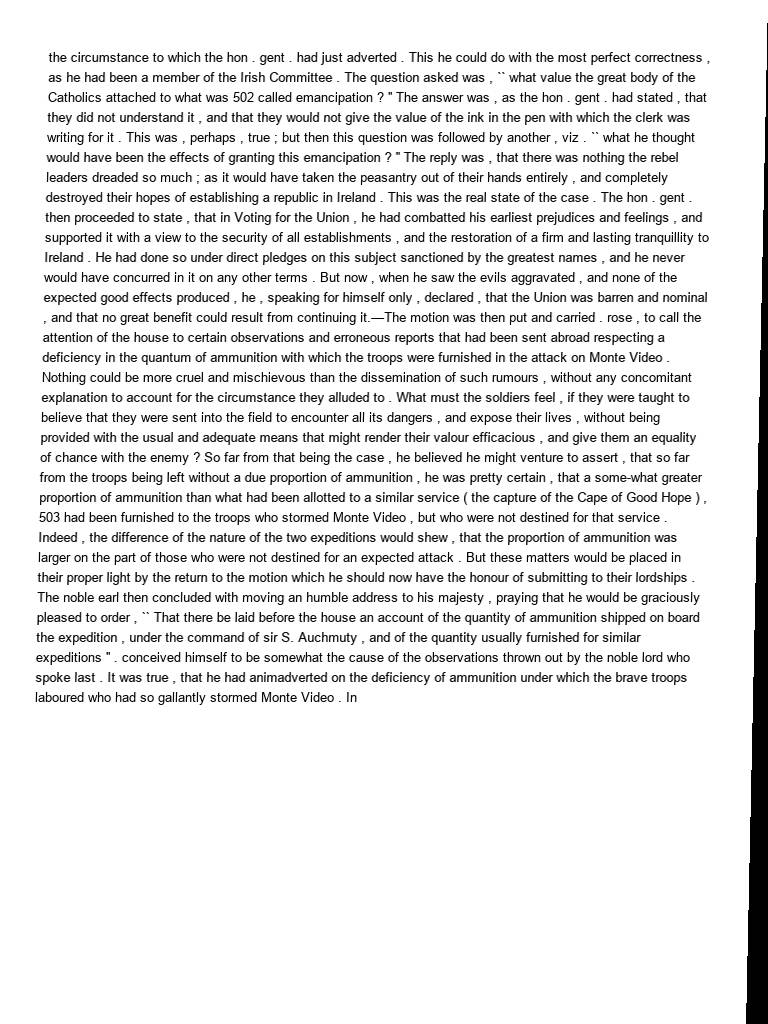 the circumstance to which the hon . gent . had just adverted . This he could do with the most perfect correctness ,
as he had been a member of the Irish Committee . The question asked was , `` what value the great body of the
Catholics attached to what was 502 called emancipation ? " The answer was , as the hon . gent . had stated , that
they did not understand it , and that they would not give the value of the ink in the pen with which the clerk was
writing for it . This was , perhaps , true ; but then this question was followed by another , viz . `` what he thought
would have been the effects of granting this emancipation ? " The reply was , that there was nothing the rebel
leaders dreaded so much ; as it would have taken the peasantry out of their hands entirely , and completely
destroyed their hopes of establishing a republic in Ireland . This was the real state of the case . The hon . gent .
then proceeded to state , that in Voting for the Union , he had combatted his earliest prejudices and feelings , and
supported it with a view to the security of all establishments , and the restoration of a firm and lasting tranquillity to
Ireland . He had done so under direct pledges on this subject sanctioned by the greatest names , and he never
would have concurred in it on any other terms . But now , when he saw the evils aggravated , and none of the
expected good effects produced , he , speaking for himself only , declared , that the Union was barren and nominal
, and that no great benefit could result from continuing it.—The motion was then put and carried . rose , to call the
attention of the house to certain observations and erroneous reports that had been sent abroad respecting a
deficiency in the quantum of ammunition with which the troops were furnished in the attack on Monte Video .
Nothing could be more cruel and mischievous than the dissemination of such rumours , without any concomitant
explanation to account for the circumstance they alluded to . What must the soldiers feel , if they were taught to
believe that they were sent into the field to encounter all its dangers , and expose their lives , without being
provided with the usual and adequate means that might render their valour efficacious , and give them an equality
of chance with the enemy ? So far from that being the case , he believed he might venture to assert , that so far
from the troops being left without a due proportion of ammunition , he was pretty certain , that a some-what greater
proportion of ammunition than what had been allotted to a similar service ( the capture of the Cape of Good Hope ) ,
503 had been furnished to the troops who stormed Monte Video , but who were not destined for that service .
Indeed , the difference of the nature of the two expeditions would shew , that the proportion of ammunition was
larger on the part of those who were not destined for an expected attack . But these matters would be placed in
their proper light by the return to the motion which he should now have the honour of submitting to their lordships .
The noble earl then concluded with moving an humble address to his majesty , praying that he would be graciously
pleased to order , `` That there be laid before the house an account of the quantity of ammunition shipped on board
the expedition , under the command of sir S. Auchmuty , and of the quantity usually furnished for similar
expeditions " . conceived himself to be somewhat the cause of the observations thrown out by the noble lord who
spoke last . It was true , that he had animadverted on the deficiency of ammunition under which the brave troops
laboured who had so gallantly stormed Monte Video . In